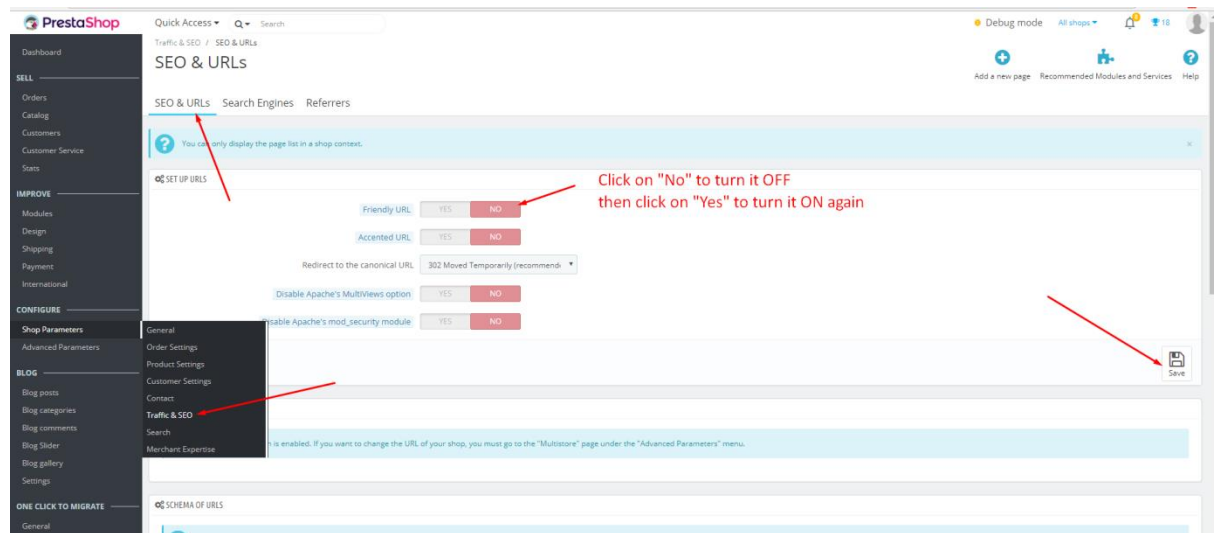 PrestaShop
Quick Access
Search
Debug mode
All shops
18
Traffic & SEO / SEO & URLs
SEO & URLs
Add a new page
Recommended Modules and Services
Help
SEO & URLs
Search Engines
Referrers
You can only display the page list in a shop context.
×
SET UP URLS
Click on "No" to turn it OFF
then click on "Yes" to turn it ON again
Friendly URL YES NO
Accented URL YES NO
Redirect to the canonical URL 302 Moved Temporarily (recommend
Disable Apache's MultiViews option YES NO
isable Apache's mod_security module YES NO
Save
n is enabled. If you want to change the URL of your shop, you must go to the "Multistore" page under the "Advanced Parameters" menu.
SCHEMA OF URLS
Dashboard
SELL
Orders
Catalog
Customers
Customer Service
Stats
IMPROVE
Modules
Design
Shipping
Payment
International
CONFIGURE
Shop Parameters
Advanced Parameters
General
Order Settings
Product Settings
Customer Settings
Contact
Traffic & SEO
Search
Merchant Expertise
BLOG
Blog posts
Blog categories
Blog comments
Blog Slider
Blog gallery
Settings
ONE CLICK TO MIGRATE
General